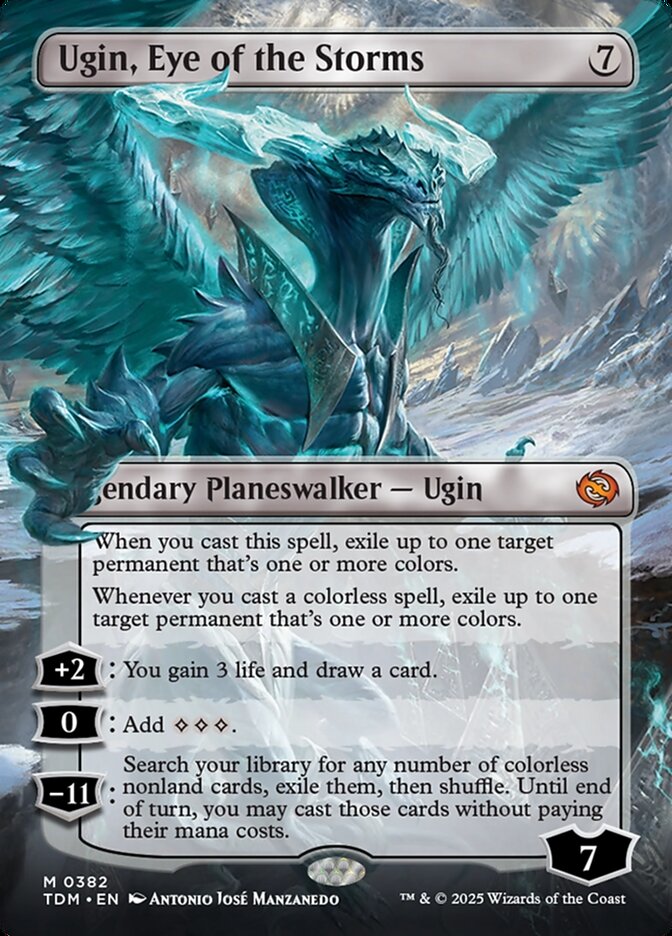 Ugin, Eye of the Storms 7
gendary Planeswalker — Ugin
When you cast this spell, exile up to one target
permanent that's one or more colors.
Whenever you cast a colorless spell, exile up to one
target permanent that's one or more colors.
+2 : You gain 3 life and draw a card.
0 : Add ◇◇◇.
Search your library for any number of colorless
−11 : nonland cards, exile them, then shuffle. Until end
of turn, you may cast those cards without paying
their mana costs.
7
M 0382
TDM • EN Antonio José Manzanedo
™ & © 2025 Wizards of the Coast